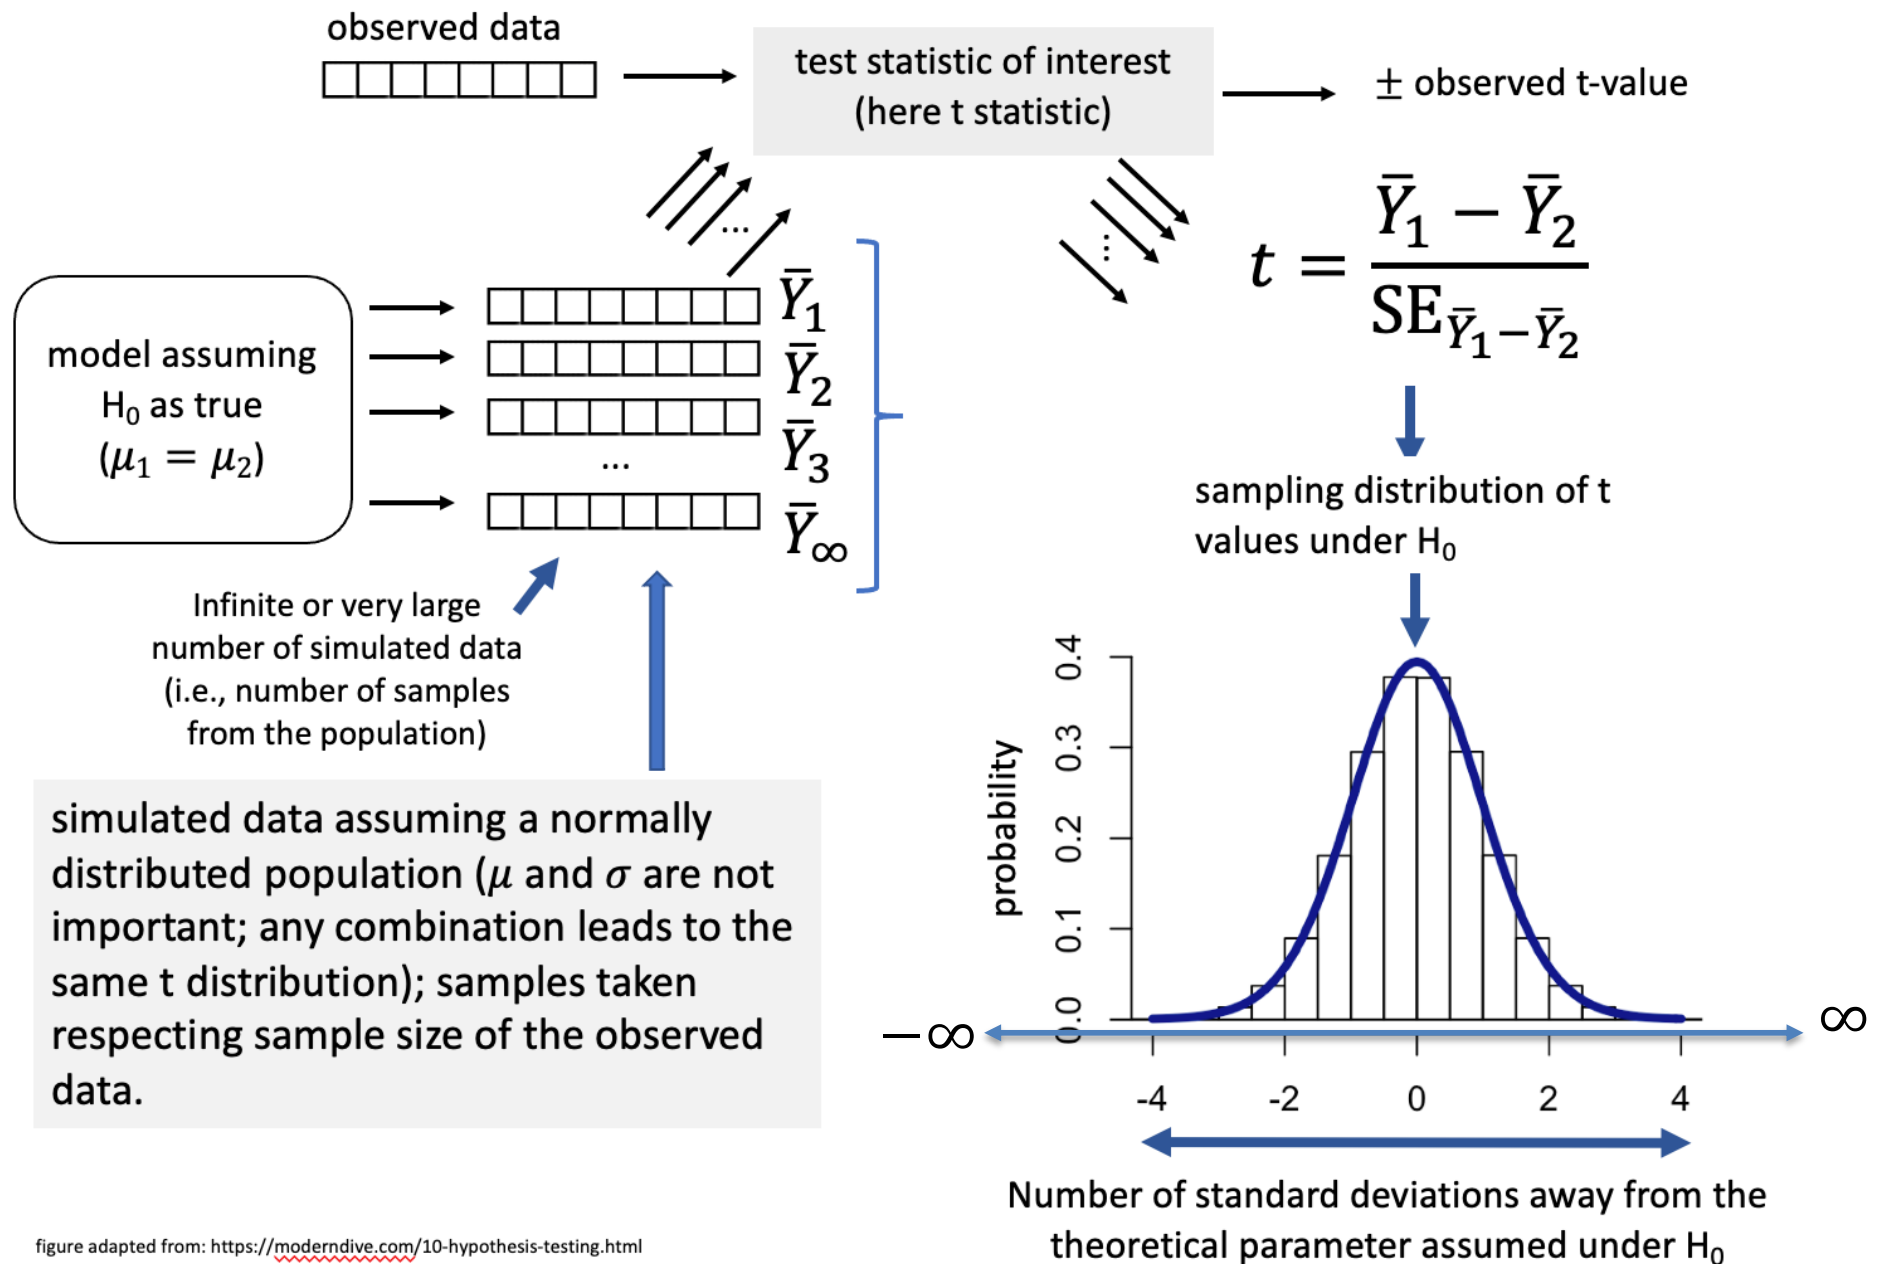 observed data
test statistic of interest
(here t statistic)
± observed t-value
...
...
t = Ȳ₁ − Ȳ₂ / SE Ȳ₁−Ȳ₂
model assuming
H₀ as true
(μ₁ = μ₂)
Ȳ₁
Ȳ₂
Ȳ₃
...
Ȳ∞
Infinite or very large
number of simulated data
(i.e., number of samples
from the population)
simulated data assuming a normally
distributed population (μ and σ are not
important; any combination leads to the
same t distribution); samples taken
respecting sample size of the observed
data.
sampling distribution of t
values under H₀
probability
0.4
0.3
0.2
0.1
0.0
−∞
∞
-4 -2 0 2 4
Number of standard deviations away from the
theoretical parameter assumed under H₀
figure adapted from: https://moderndive.com/10-hypothesis-testing.html